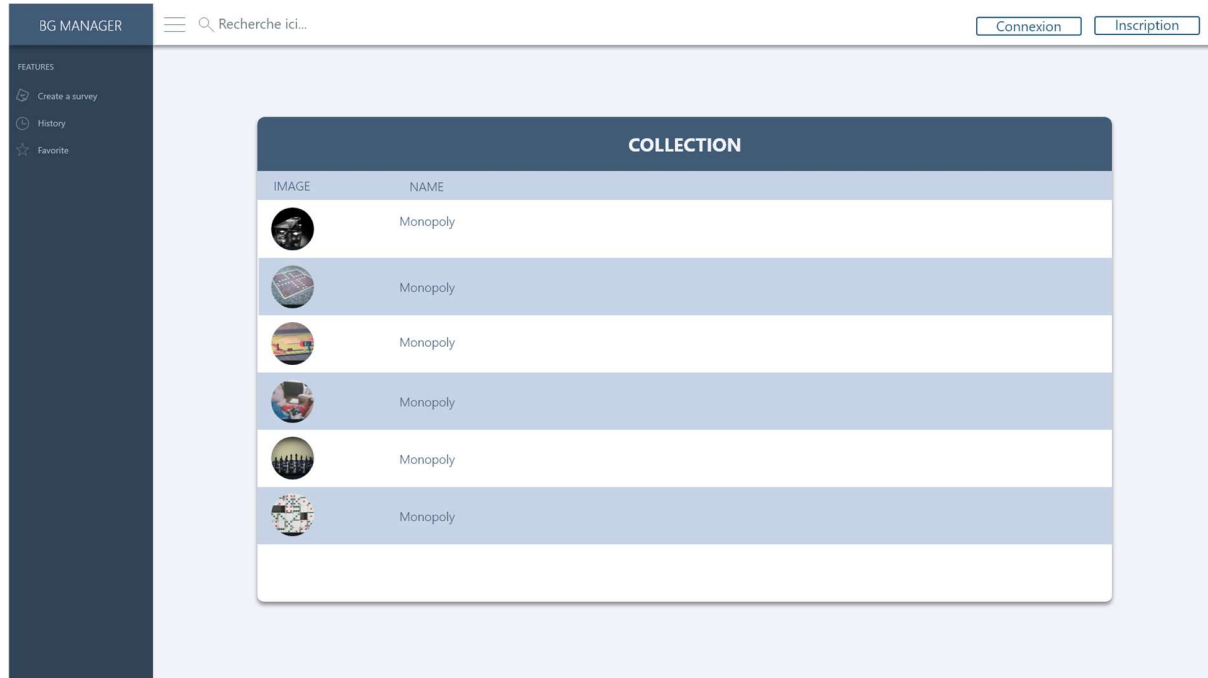 BG MANAGER
Recherche ici...
Connexion
Inscription
FEATURES
Create a survey
History
Favorite
COLLECTION
IMAGE NAME
Monopoly
Monopoly
Monopoly
Monopoly
Monopoly
Monopoly